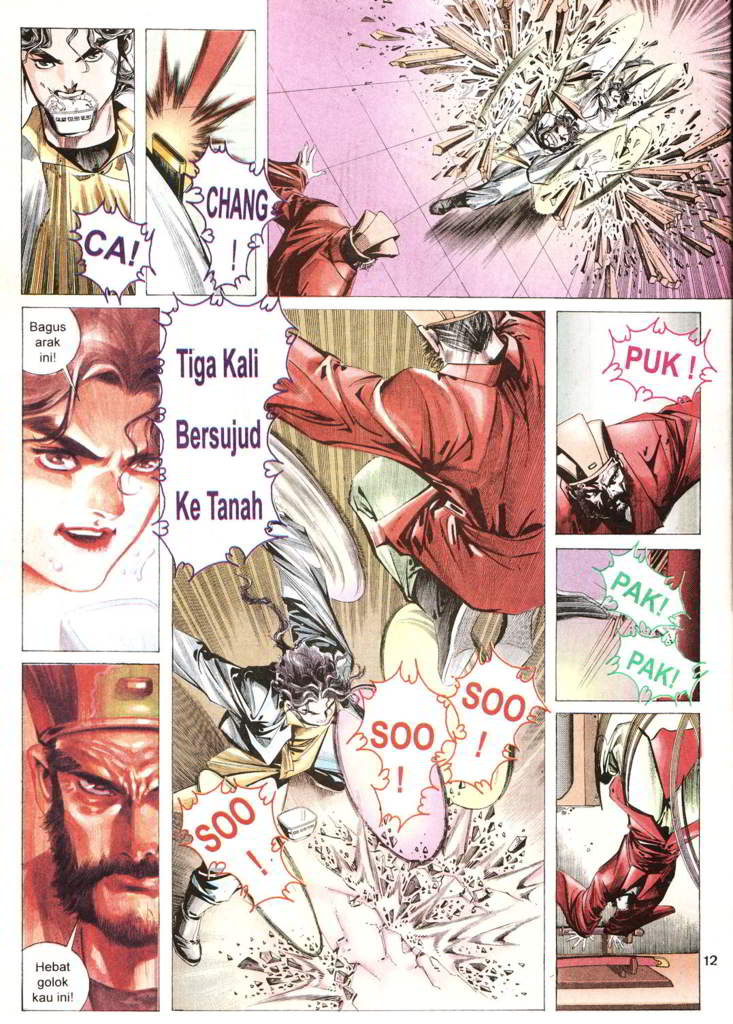 CA!
CHANG
!
Bagus
arak
ini!
Tiga Kali
Bersujud
Ke Tanah
PUK !
PAK!
PAK!
SOO
!
SOO
!
SOO
!
Hebat
golok
kau ini!
12